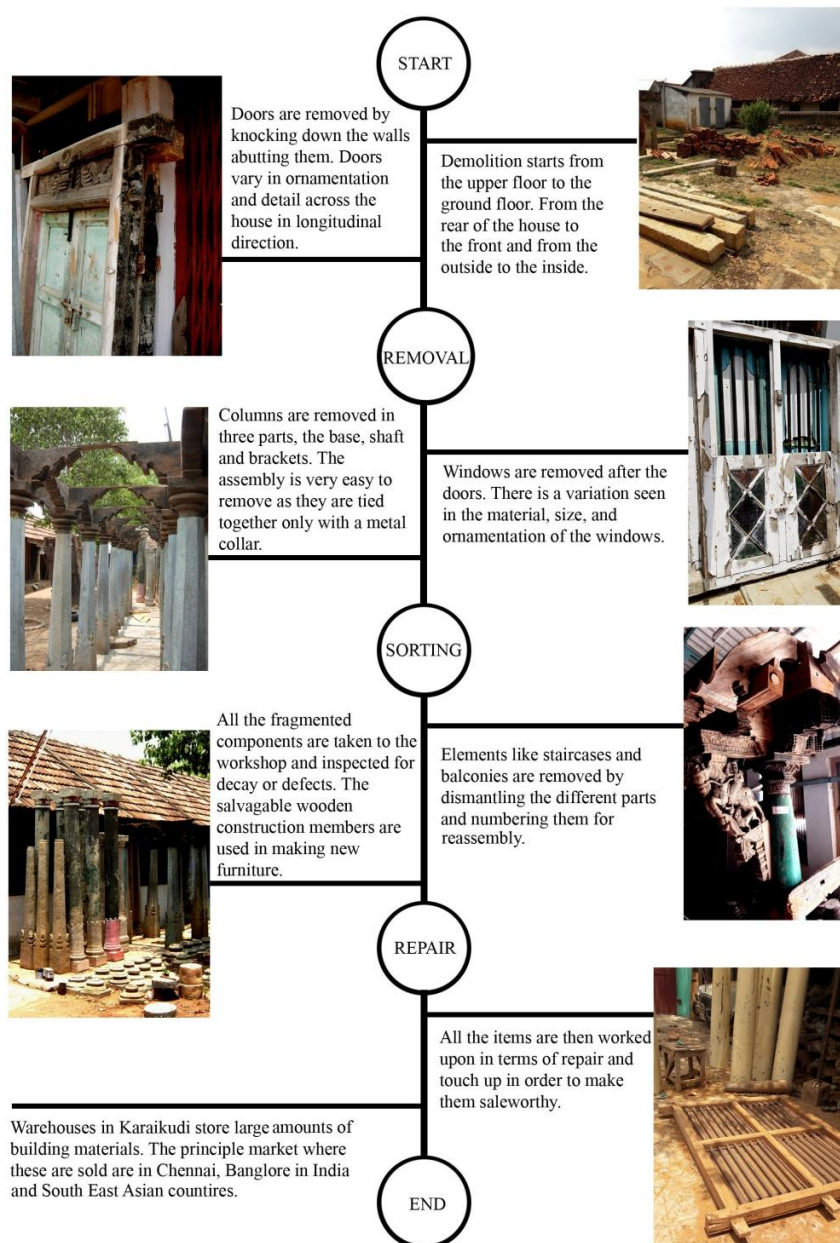 START
Demolition starts from
the upper floor to the
ground floor. From the
rear of the house to
the front and from the
outside to the inside.
Doors are removed by
knocking down the walls
abutting them. Doors
vary in ornamentation
and detail across the
house in longitudinal
direction.
REMOVAL
Windows are removed after the
doors. There is a variation seen
in the material, size, and
ornamentation of the windows.
Columns are removed in
three parts, the base, shaft
and brackets. The
assembly is very easy to
remove as they are tied
together only with a metal
collar.
SORTING
Elements like staircases and
balconies are removed by
dismantling the different parts
and numbering them for
reassembly.
All the fragmented
components are taken to the
workshop and inspected for
decay or defects. The
salvagable wooden
construction members are
used in making new
furniture.
REPAIR
All the items are then worked
upon in terms of repair and
touch up in order to make
them saleworthy.
Warehouses in Karaikudi store large amounts of
building materials. The principle market where
these are sold are in Chennai, Banglore in India
and South East Asian countires.
END